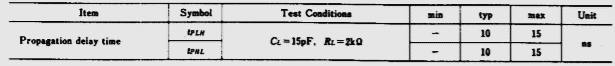 Item Symbol Test Conditions min typ max Unit
Propagation delay time tPLH CL=15pF, RL=2kΩ – 10 15 ns
tPHL – 10 15